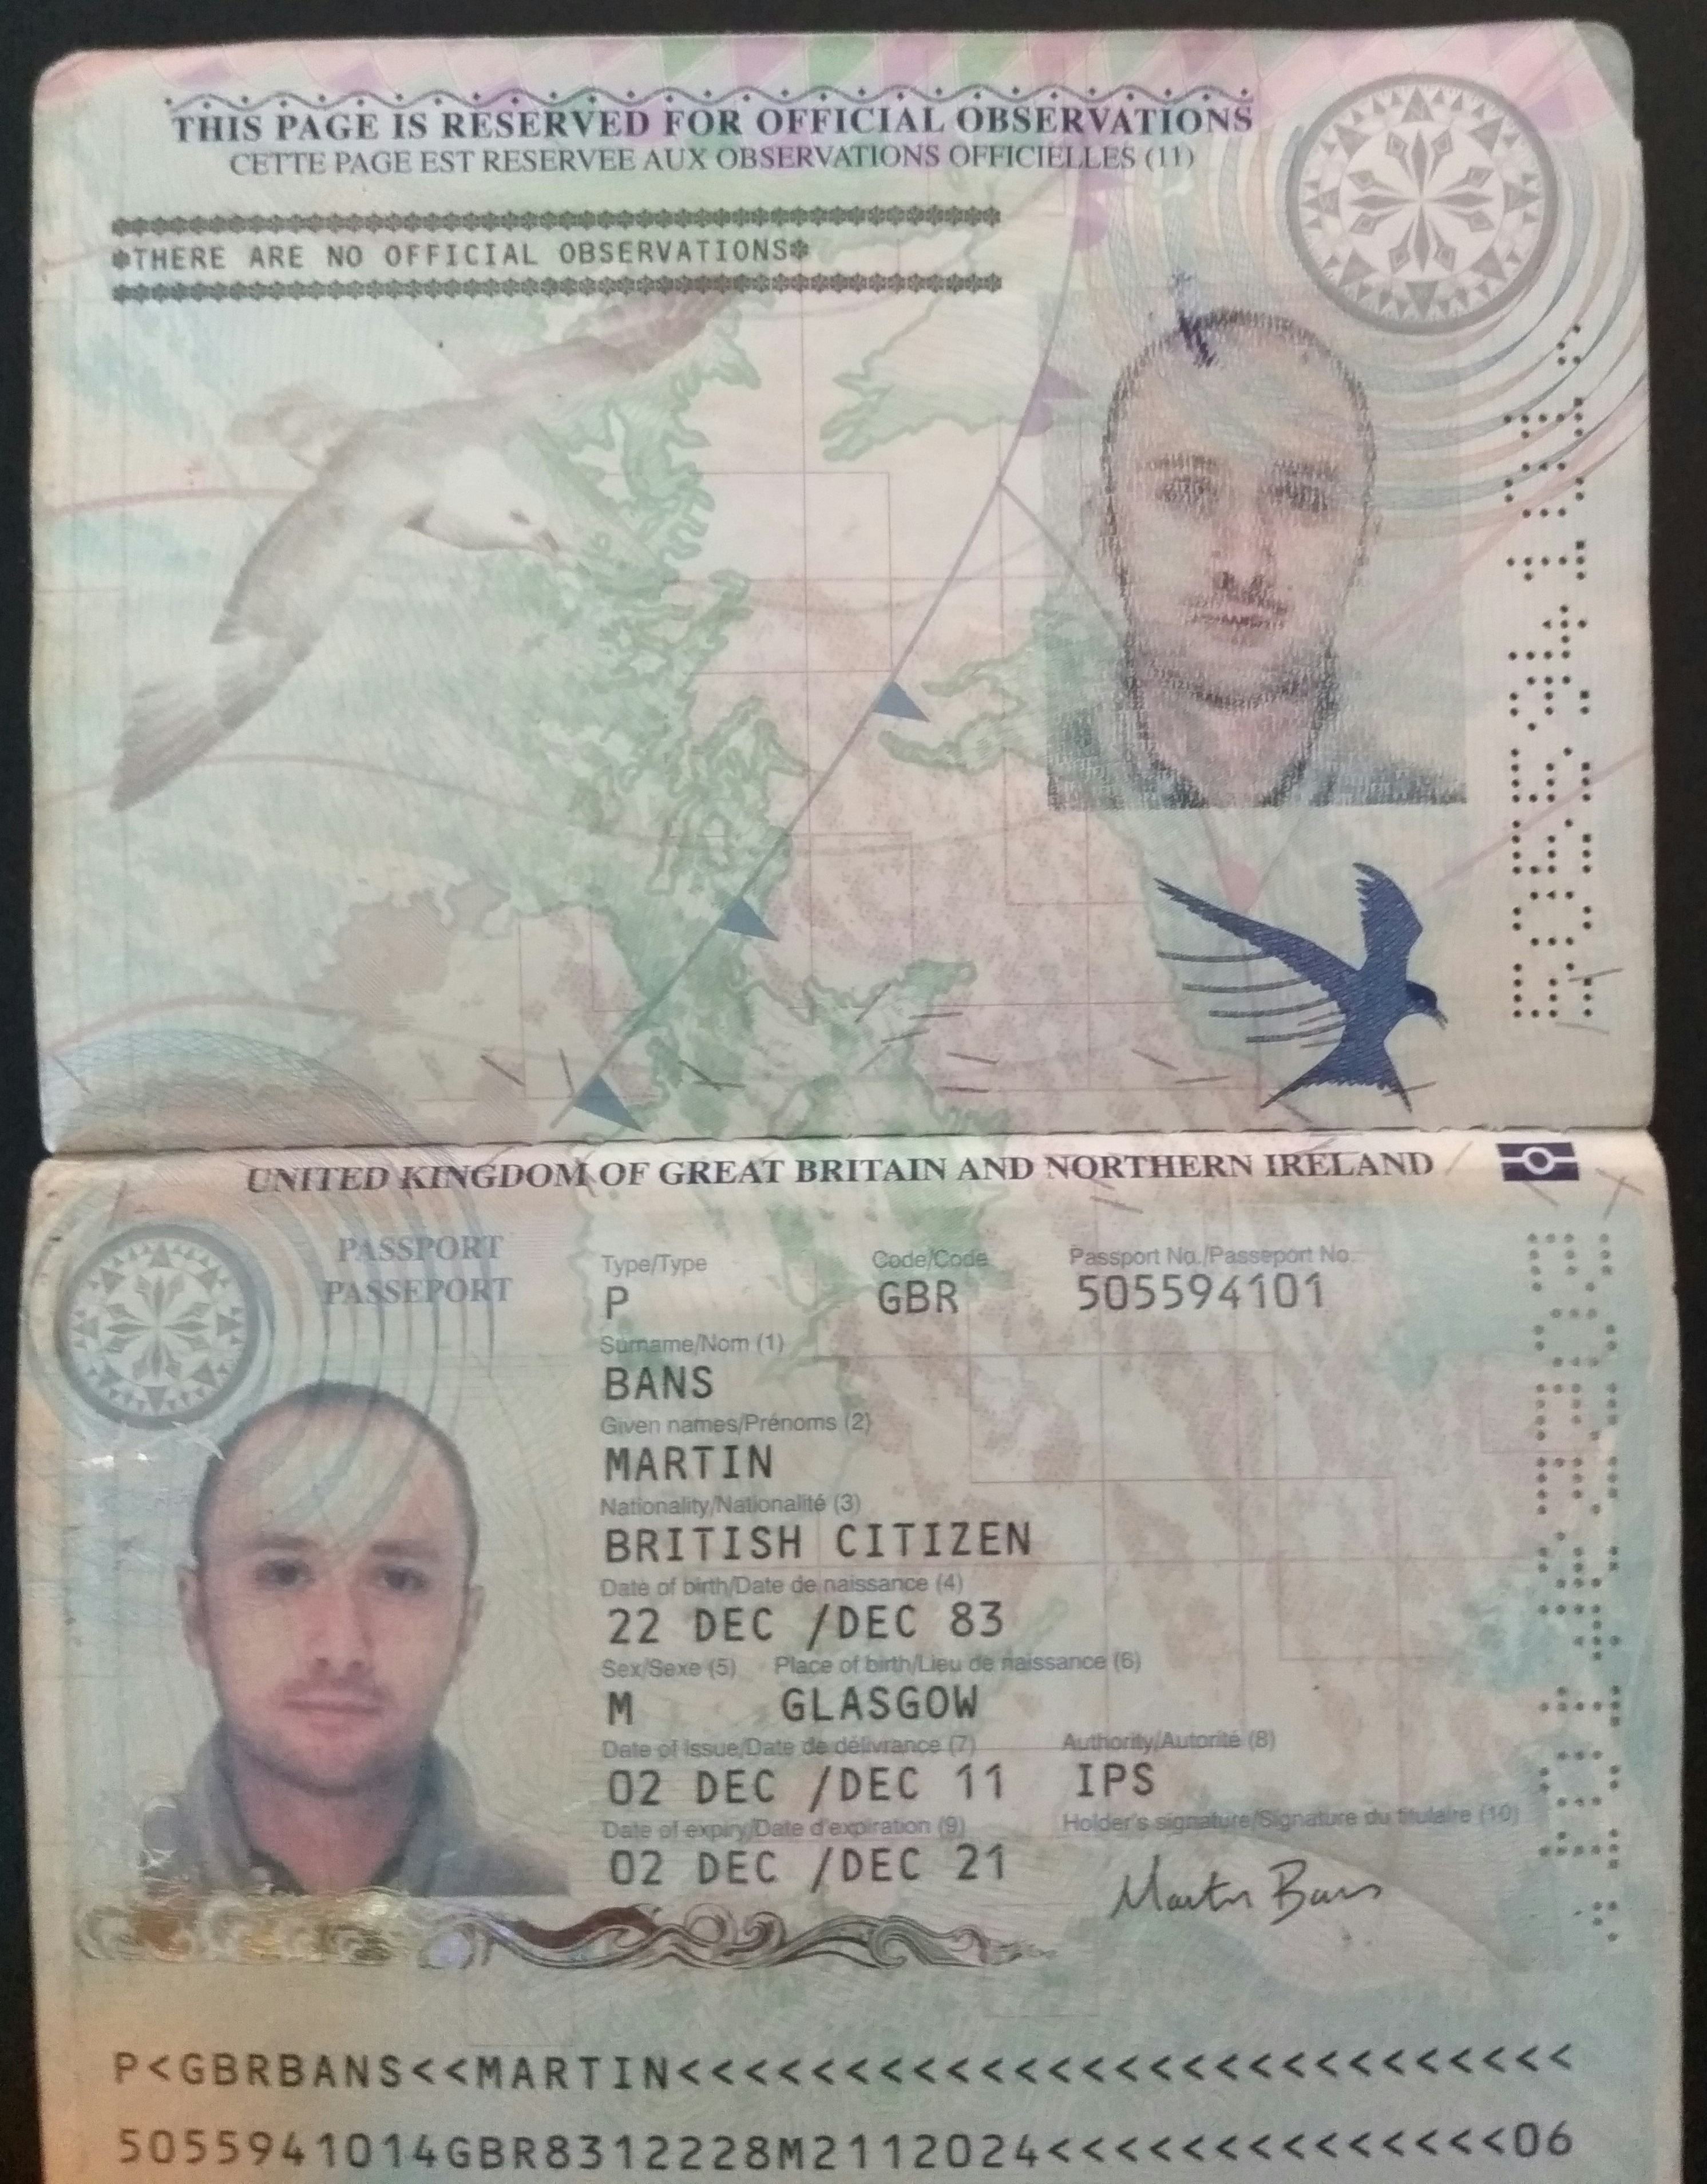 THIS PAGE IS RESERVED FOR OFFICIAL OBSERVATIONS
CETTE PAGE EST RESERVEE AUX OBSERVATIONS OFFICIELLES (11)
************************************************
*THERE ARE NO OFFICIAL OBSERVATIONS*
************************************************
UNITED KINGDOM OF GREAT BRITAIN AND NORTHERN IRELAND
PASSPORT
PASSEPORT
Type/Type Code/Code Passport No./Passeport No.
P GBR 505594101
Surname/Nom (1)
BANS
Given names/Prénoms (2)
MARTIN
Nationality/Nationalité (3)
BRITISH CITIZEN
Date of birth/Date de naissance (4)
22 DEC /DEC 83
Sex/Sexe (5) Place of birth/Lieu de naissance (6)
M GLASGOW
Date of issue/Date de délivrance (7) Authority/Autorité (8)
02 DEC /DEC 11 IPS
Date of expiry/Date d'expiration (9) Holder's signature/Signature du titulaire (10)
02 DEC /DEC 21 Martin Bans
P<GBRBANS<<MARTIN<<<<<<<<<<<<<<<<<<<<<<<<<<<
5055941014GBR8312228M2112024<<<<<<<<<<<<<<06